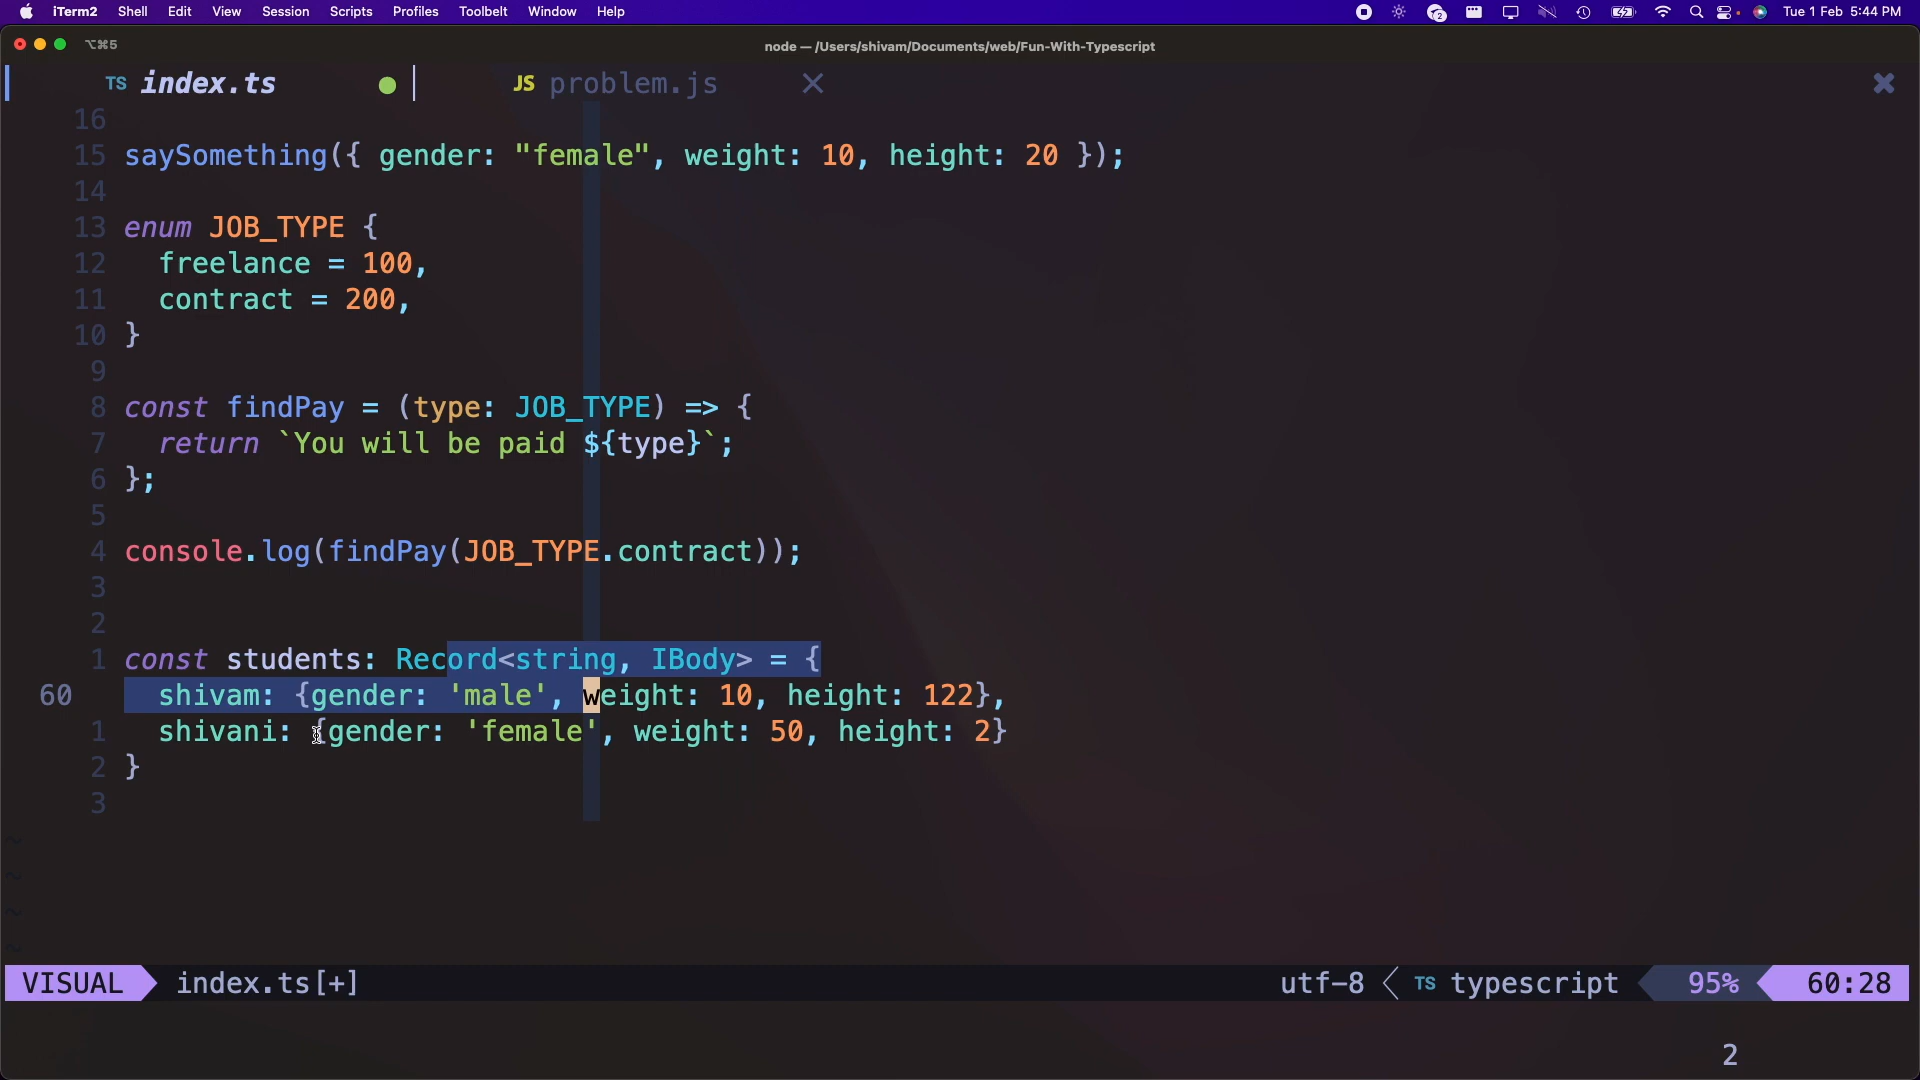 iTerm2 Shell Edit View Session Scripts Profiles Toolbelt Window Help 2 Tue 1 Feb 5:44 PM
⌥⌘5 node — /Users/shivam/Documents/web/Fun-With-Typescript
TS index.ts JS problem.js
16
15 saySomething({ gender: "female", weight: 10, height: 20 });
14
13 enum JOB_TYPE {
12   freelance = 100,
11   contract = 200,
10 }
9
8 const findPay = (type: JOB_TYPE) => {
7   return `You will be paid ${type}`;
6 };
5
4 console.log(findPay(JOB_TYPE.contract));
3
2
1 const students: Record<string, IBody> = {
60   shivam: {gender: 'male', weight: 10, height: 122},
1   shivani: {gender: 'female', weight: 50, height: 2}
2 }
3
~
~
~
~
VISUAL index.ts[+] utf-8 TS typescript 95% 60:28
2